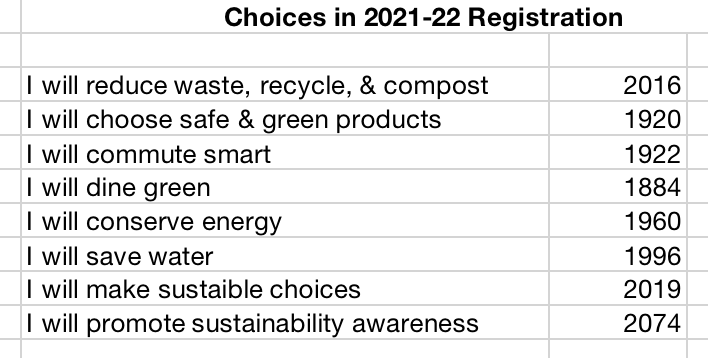 Choices in 2021-22 Registration
I will reduce waste, recycle, & compost 2016
I will choose safe & green products 1920
I will commute smart 1922
I will dine green 1884
I will conserve energy 1960
I will save water 1996
I will make sustaible choices 2019
I will promote sustainability awareness 2074